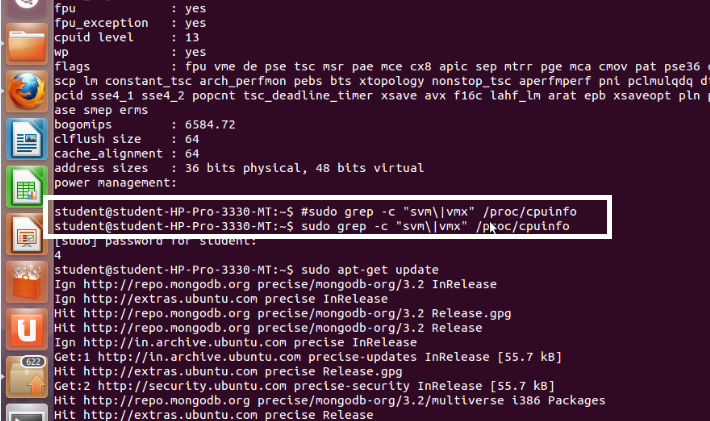 fpu : yes
fpu_exception : yes
cpuid level : 13
wp : yes
flags : fpu vme de pse tsc msr pae mce cx8 apic sep mtrr pge mca cmov pat pse36 c
scp lm constant_tsc arch_perfmon pebs bts xtopology nonstop_tsc aperfmperf pni pclmulqdq dt
pcid sse4_1 sse4_2 popcnt tsc_deadline_timer xsave avx f16c lahf_lm arat epb xsaveopt pln p
ase smep erms
bogomips : 6584.72
clflush size : 64
cache_alignment : 64
address sizes : 36 bits physical, 48 bits virtual
power management:
student@student-HP-Pro-3330-MT:~$ #sudo grep -c "svm\|vmx" /proc/cpuinfo
student@student-HP-Pro-3330-MT:~$ sudo grep -c "svm\|vmx" /proc/cpuinfo
[sudo] password for student:
4
student@student-HP-Pro-3330-MT:~$ sudo apt-get update
Ign http://repo.mongodb.org precise/mongodb-org/3.2 InRelease
Ign http://extras.ubuntu.com precise InRelease
Hit http://repo.mongodb.org precise/mongodb-org/3.2 Release.gpg
Hit http://repo.mongodb.org precise/mongodb-org/3.2 Release
Ign http://in.archive.ubuntu.com precise InRelease
Get:1 http://in.archive.ubuntu.com precise-updates InRelease [55.7 kB]
Hit http://extras.ubuntu.com precise Release.gpg
Get:2 http://security.ubuntu.com precise-security InRelease [55.7 kB]
Hit http://repo.mongodb.org precise/mongodb-org/3.2/multiverse i386 Packages
Hit http://extras.ubuntu.com precise Release
622